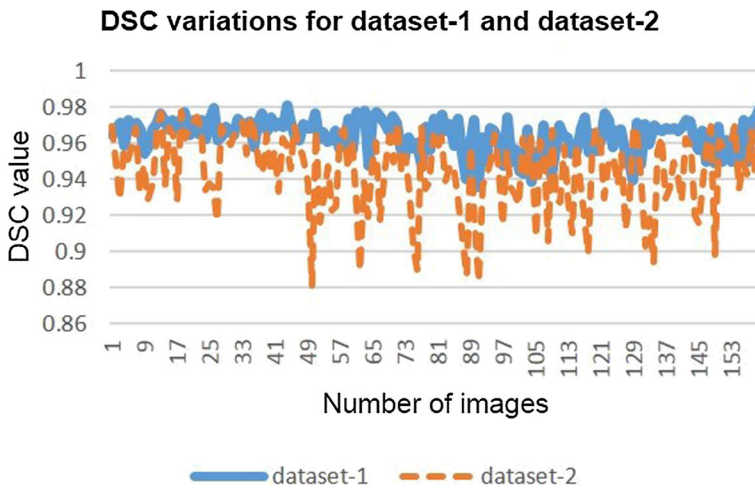 DSC variations for dataset-1 and dataset-2
1
0.98
0.96
0.94
0.92
0.9
0.88
0.86
DSC value
1 9 17 25 33 41 49 57 65 73 81 89 97 105 113 121 129 137 145 153
Number of images
dataset-1 dataset-2